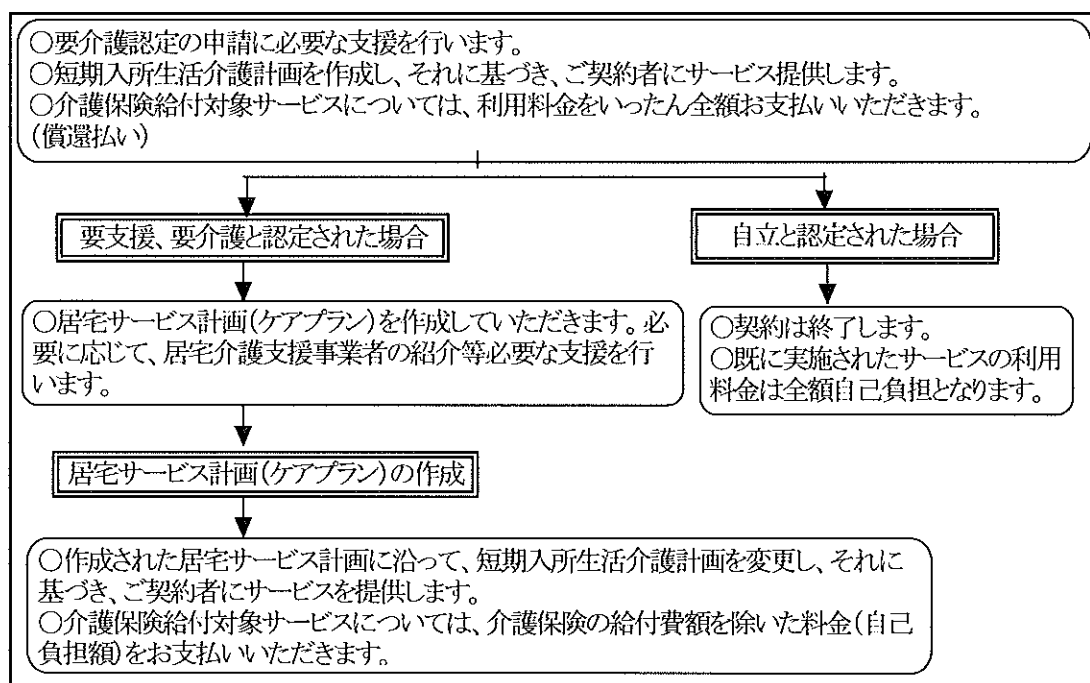 ○要介護認定の申請に必要な支援を行います。
○短期入所生活介護計画を作成し、それに基づき、ご契約者にサービス提供します。
○介護保険給付対象サービスについては、利用料金をいったん全額お支払いいただきます。
(償還払い)
要支援、要介護と認定された場合
自立と認定された場合
○居宅サービス計画(ケアプラン)を作成していただきます。必
要に応じて、居宅介護支援事業者の紹介等必要な支援を行
います。
○契約は終了します。
○既に実施されたサービスの利用
料金は全額自己負担となります。
居宅サービス計画(ケアプラン)の作成
○作成された居宅サービス計画に沿って、短期入所生活介護計画を変更し、それに
基づき、ご契約者にサービスを提供します。
○介護保険給付対象サービスについては、介護保険の給付費額を除いた料金(自己
負担額)をお支払いいただきます。